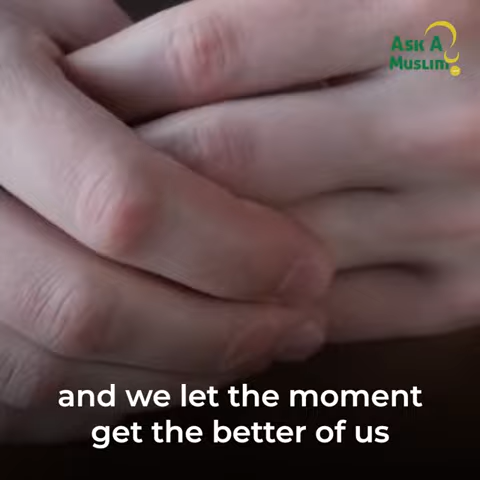 Ask A
Muslim
and we let the moment
get the better of us